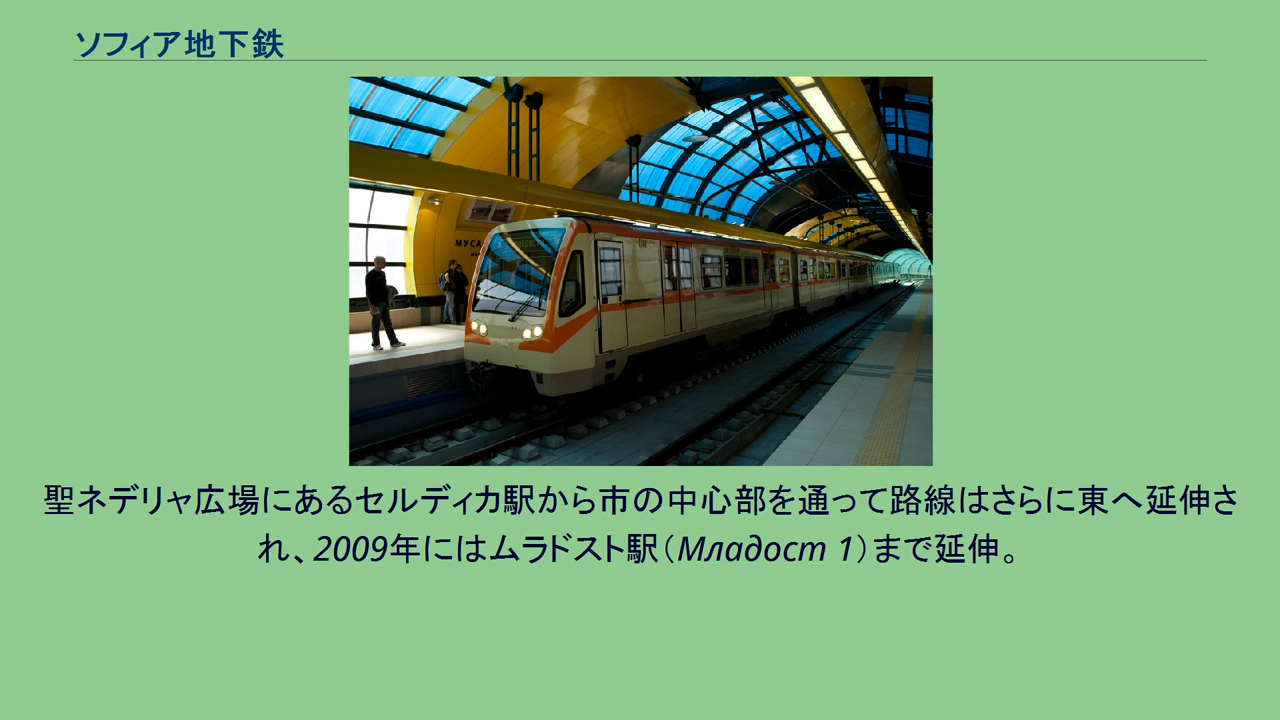 ソフィア地下鉄
МУСА
聖ネデリャ広場にあるセルディカ駅から市の中心部を通って路線はさらに東へ延伸さ
れ、2009年にはムラドスト駅（Младост 1）まで延伸。